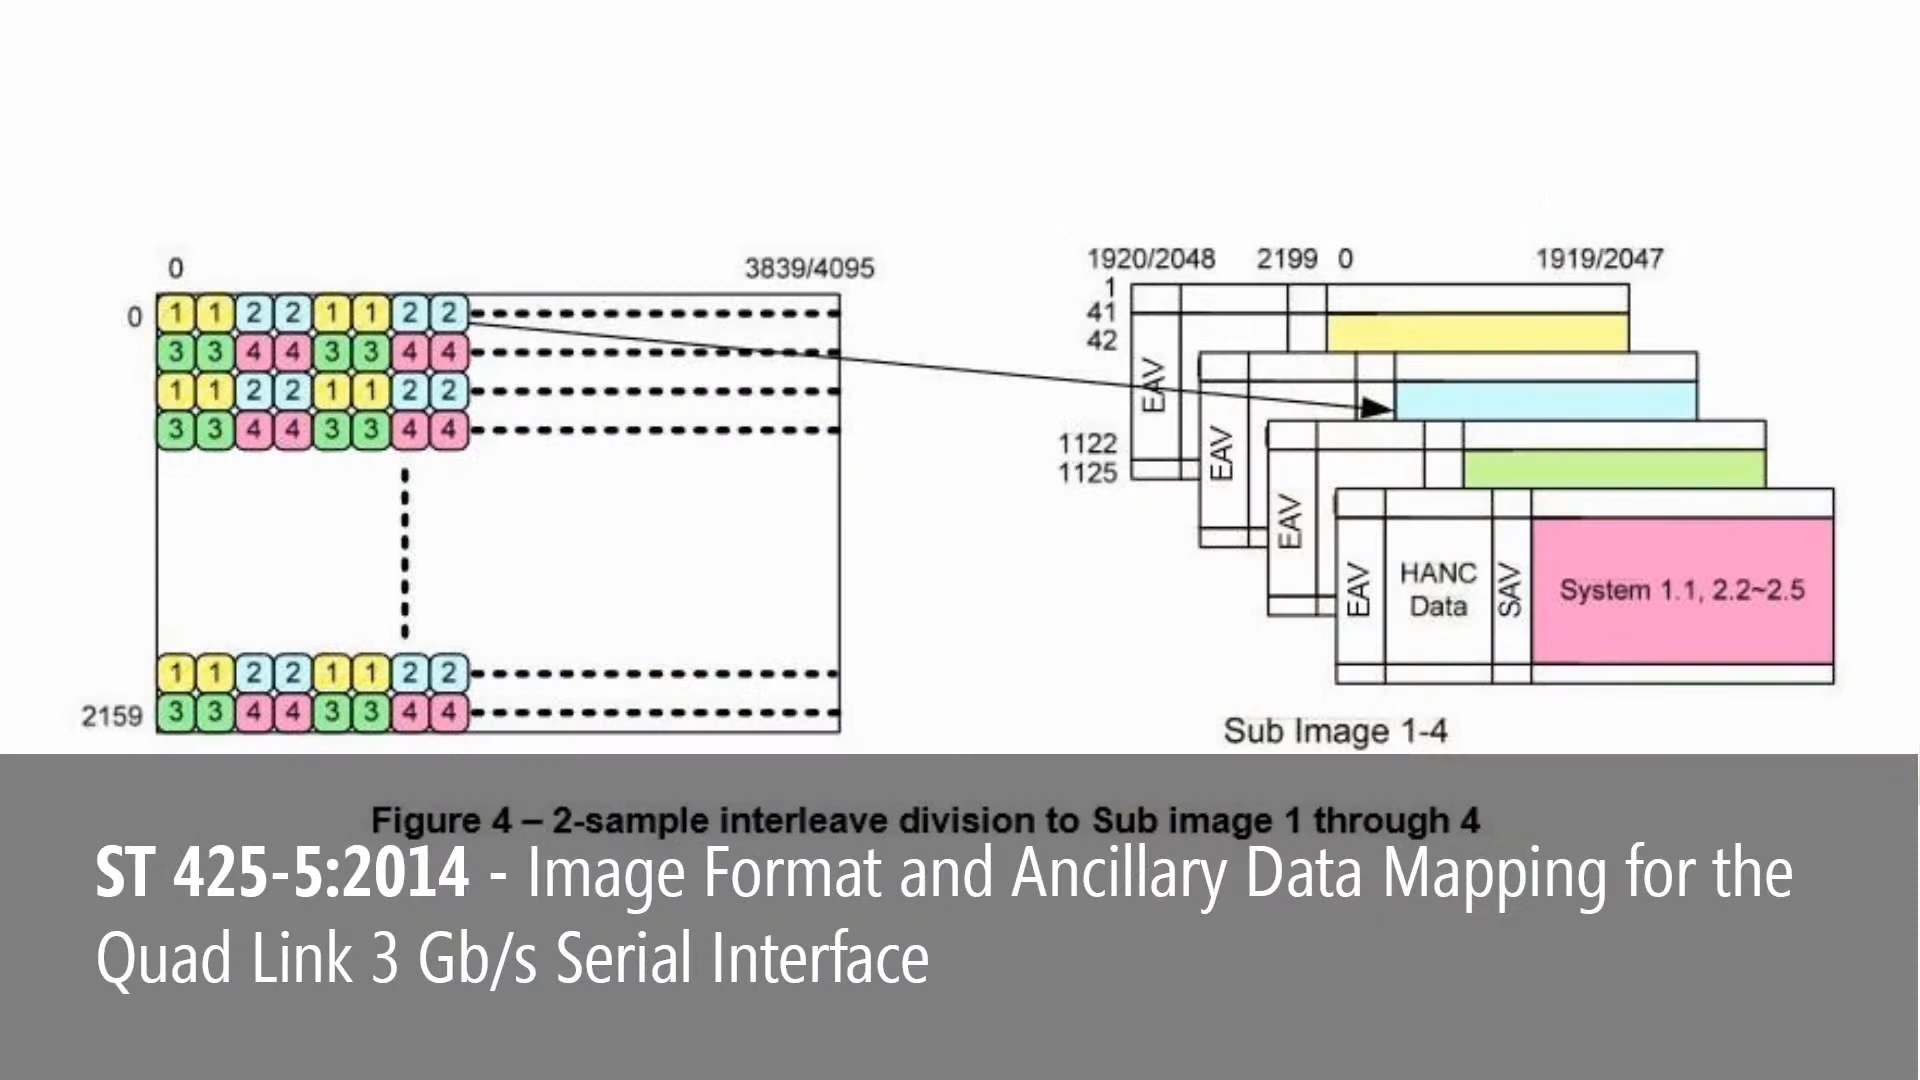 0 3839/4095
0 1 1 2 2 1 1 2 2
3 3 4 4 3 3 4 4
1 1 2 2 1 1 2 2
3 3 4 4 3 3 4 4
1 1 2 2 1 1 2 2
2159 3 3 4 4 3 3 4 4
1920/2048 2199 0 1919/2047
1
41
42
EAV
1122
1125
EAV
EAV
EAV
HANC
Data
SAV
System 1.1, 2.2~2.5
Sub Image 1-4
Figure 4 – 2-sample interleave division to Sub image 1 through 4
ST 425-5:2014 - Image Format and Ancillary Data Mapping for the
Quad Link 3 Gb/s Serial Interface